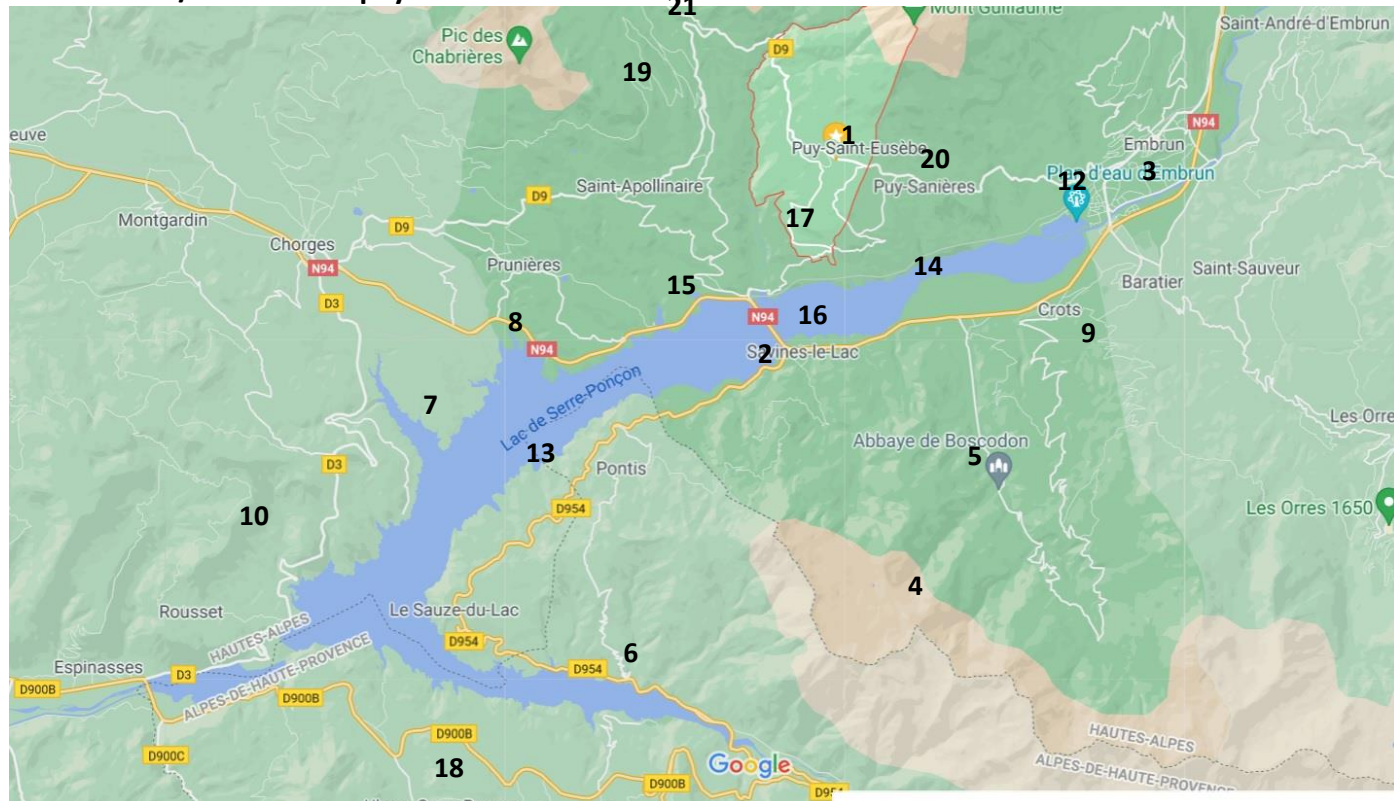 21
Mont Guillaume
Saint-André-d'Embrun
Pic des
Chabrières
D9
19
N94
euve
1
Puy-Saint-Eusèbe
Embrun
20
3
Saint-Apollinaire
Puy-Sanières
12
Plan d'eau d'Embrun
D9
Montgardin
17
D9
Chorges
N94
Prunières
14
Saint-Sauveur
Baratier
15
D3
8
N94
16
Crots
9
N94
2
Savines-le-Lac
7
Lac de Serre-Ponçon
Les Orre
13
Abbaye de Boscodon
5
D3
Pontis
10
D954
Les Orres 1650
4
Rousset
Le Sauze-du-Lac
HAUTES-ALPES
ALPES-DE-HAUTE-PROVENCE
D954
6
Espinasses
D3
D954
D900B
D900B
D900B
HAUTES-ALPES
ALPES-DE-HAUTE-PROVENCE
D900C
18
Google
D900B
D954